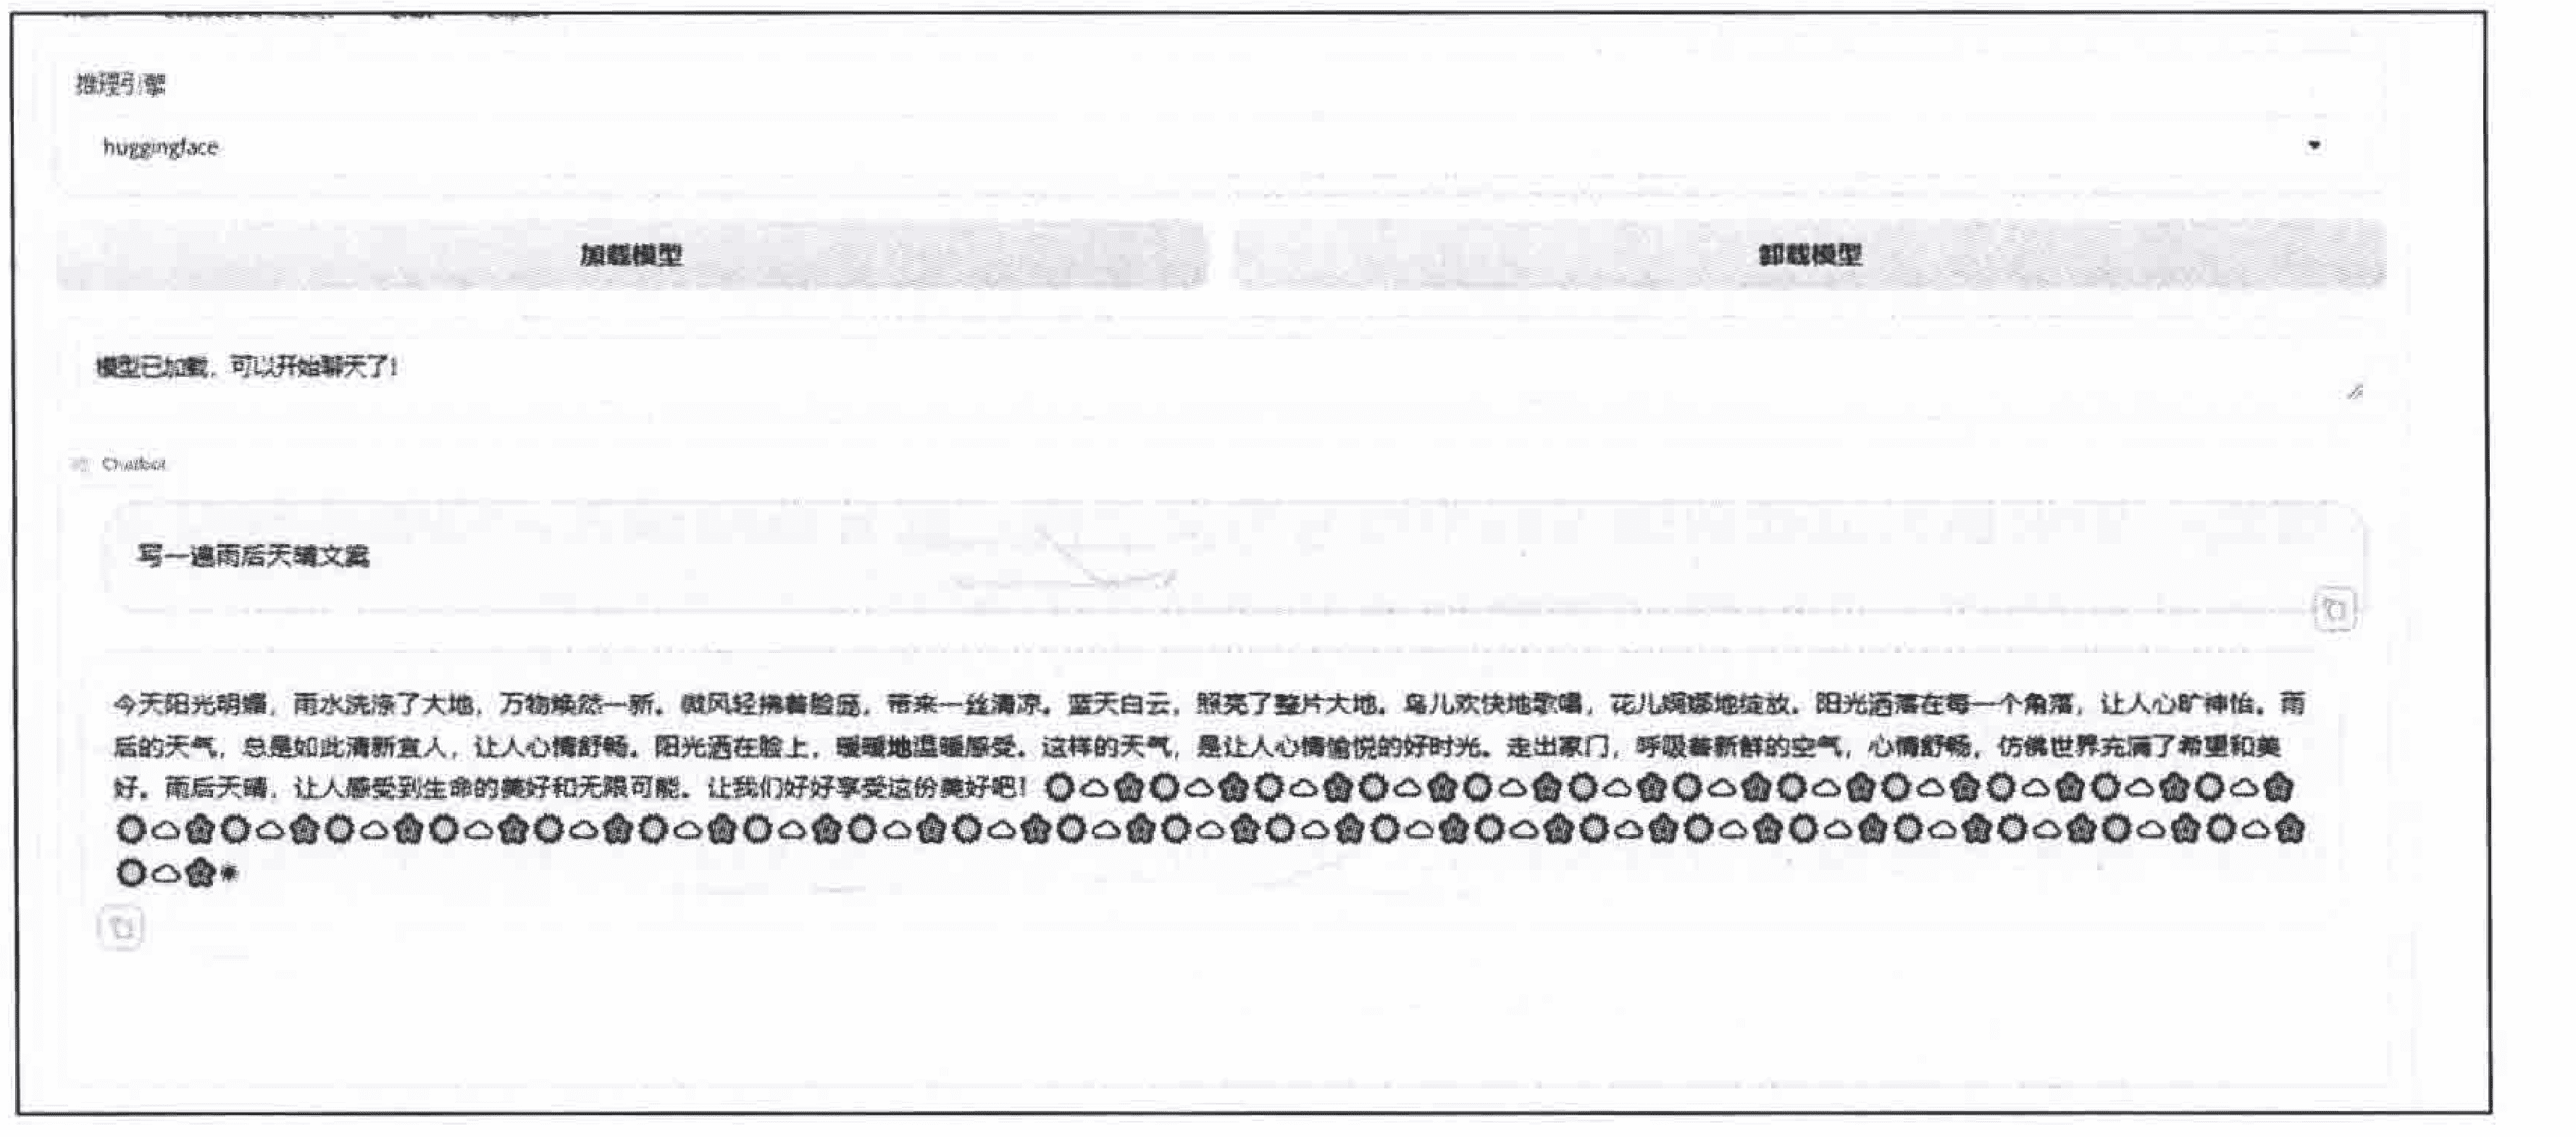 推理引擎
huggingface
加载模型
卸载模型
模型已加载，可以开始聊天了！
Chatbot
写一遍雨后天晴文案
今天阳光明媚，雨水洗涤了大地，万物焕然一新。微风轻拂着脸庞，带来一丝清凉。蓝天白云，照亮了整片大地。鸟儿欢快地歌唱，花儿婀娜地绽放。阳光洒落在每一个角落，让人心旷神怡。雨
后的天气，总是如此清新宜人，让人心情舒畅。阳光洒在脸上，暖暖地温暖感受。这样的天气，是让人心情愉悦的好时光。走出家门，呼吸着新鲜的空气，心情舒畅，仿佛世界充满了希望和美
好。雨后天晴，让人感受到生命的美好和无限可能。让我们好好享受这份美好吧！